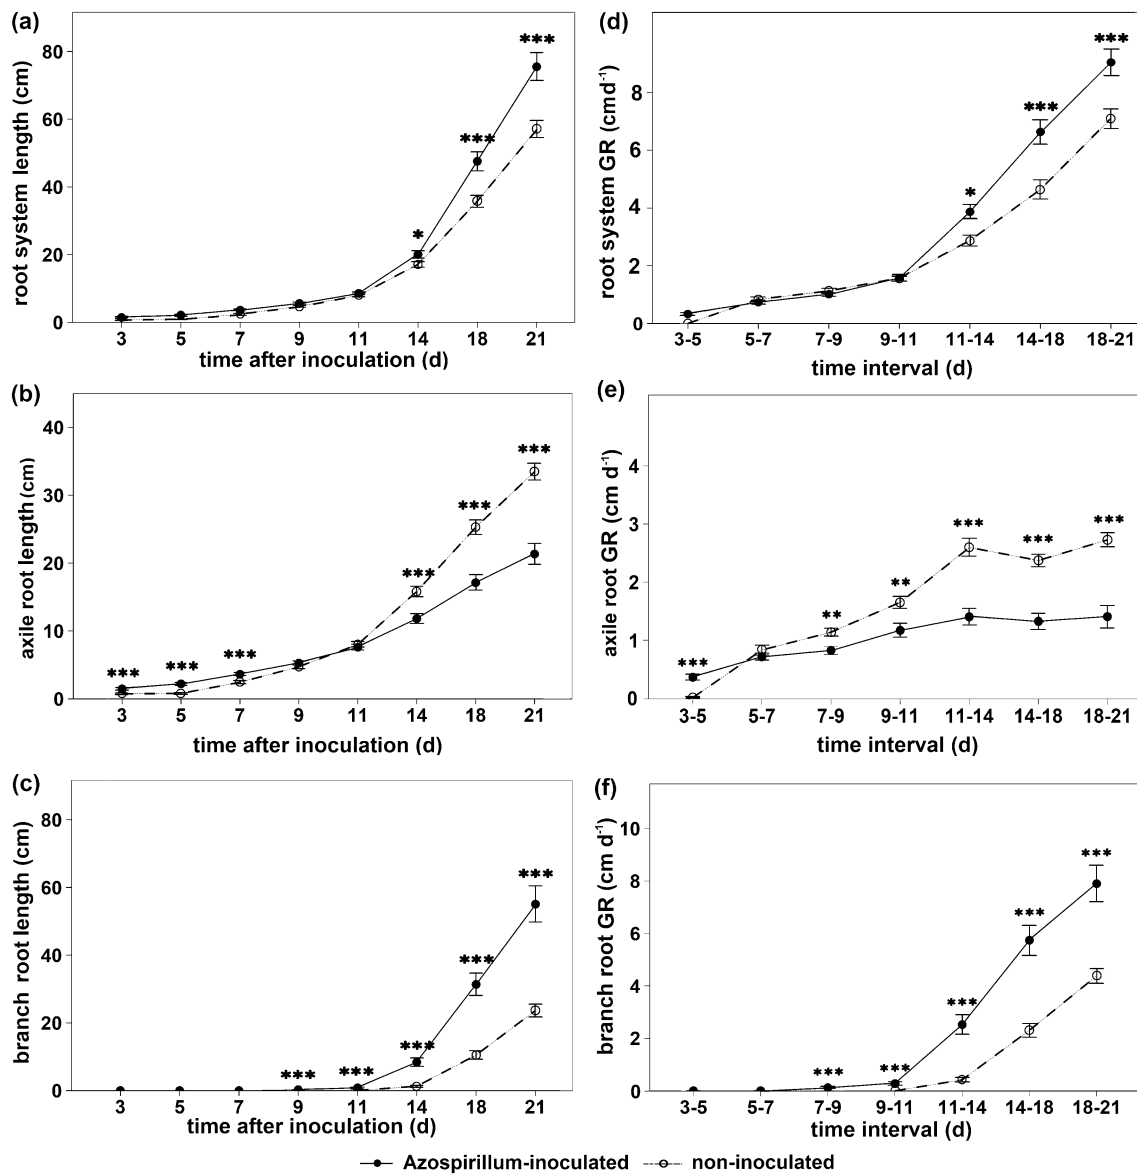 (a)
root system length (cm)
80
60
40
20
0
*
***
***
3 5 7 9 11 14 18 21
time after inoculation (d)
(d)
root system GR (cmd-1)
8
6
4
2
0
*
***
***
3-5 5-7 7-9 9-11 11-14 14-18 18-21
time interval (d)
(b)
axile root length (cm)
40
30
20
10
0
*** *** *** *** *** ***
3 5 7 9 11 14 18 21
time after inoculation (d)
(e)
axile root GR (cm d-1)
4
3
2
1
0
*** ** ** *** *** ***
3-5 5-7 7-9 9-11 11-14 14-18 18-21
time interval (d)
(c)
branch root length (cm)
80
60
40
20
0
*** *** *** *** ***
3 5 7 9 11 14 18 21
time after inoculation (d)
(f)
branch root GR (cm d-1)
10
8
6
4
2
0
*** *** *** *** ***
3-5 5-7 7-9 9-11 11-14 14-18 18-21
time interval (d)
Azospirillum-inoculated non-inoculated